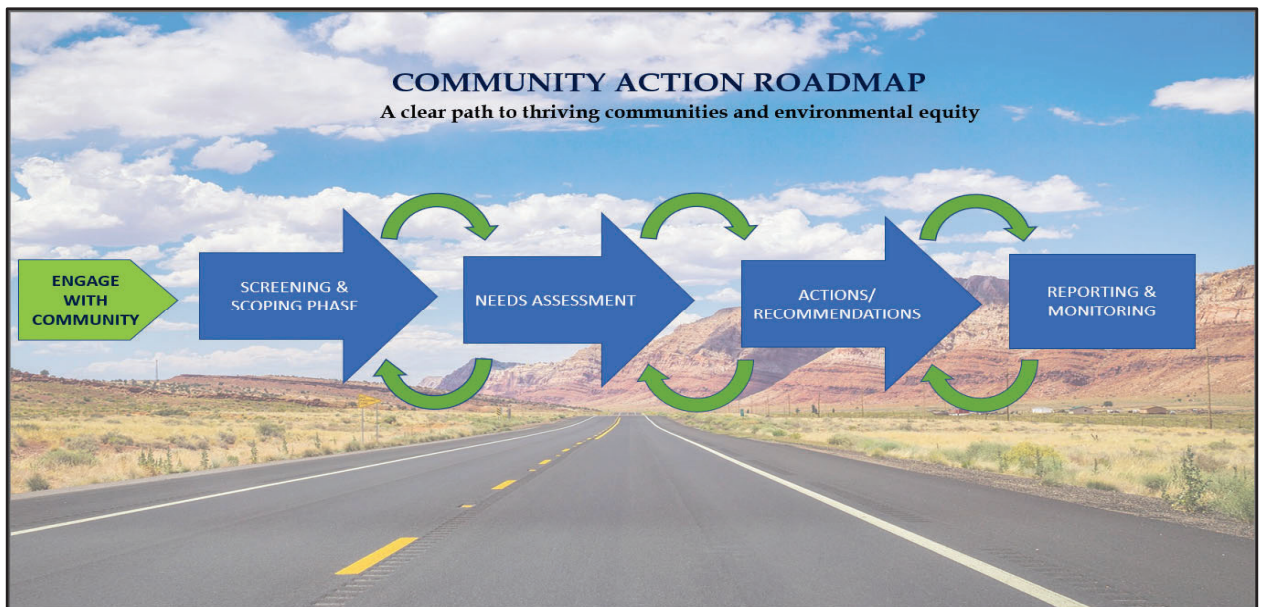 COMMUNITY ACTION ROADMAP
A clear path to thriving communities and environmental equity
ENGAGE
WITH
COMMUNITY
SCREENING &
SCOPING PHASE
NEEDS ASSESSMENT
ACTIONS/
RECOMMENDATIONS
REPORTING &
MONITORING